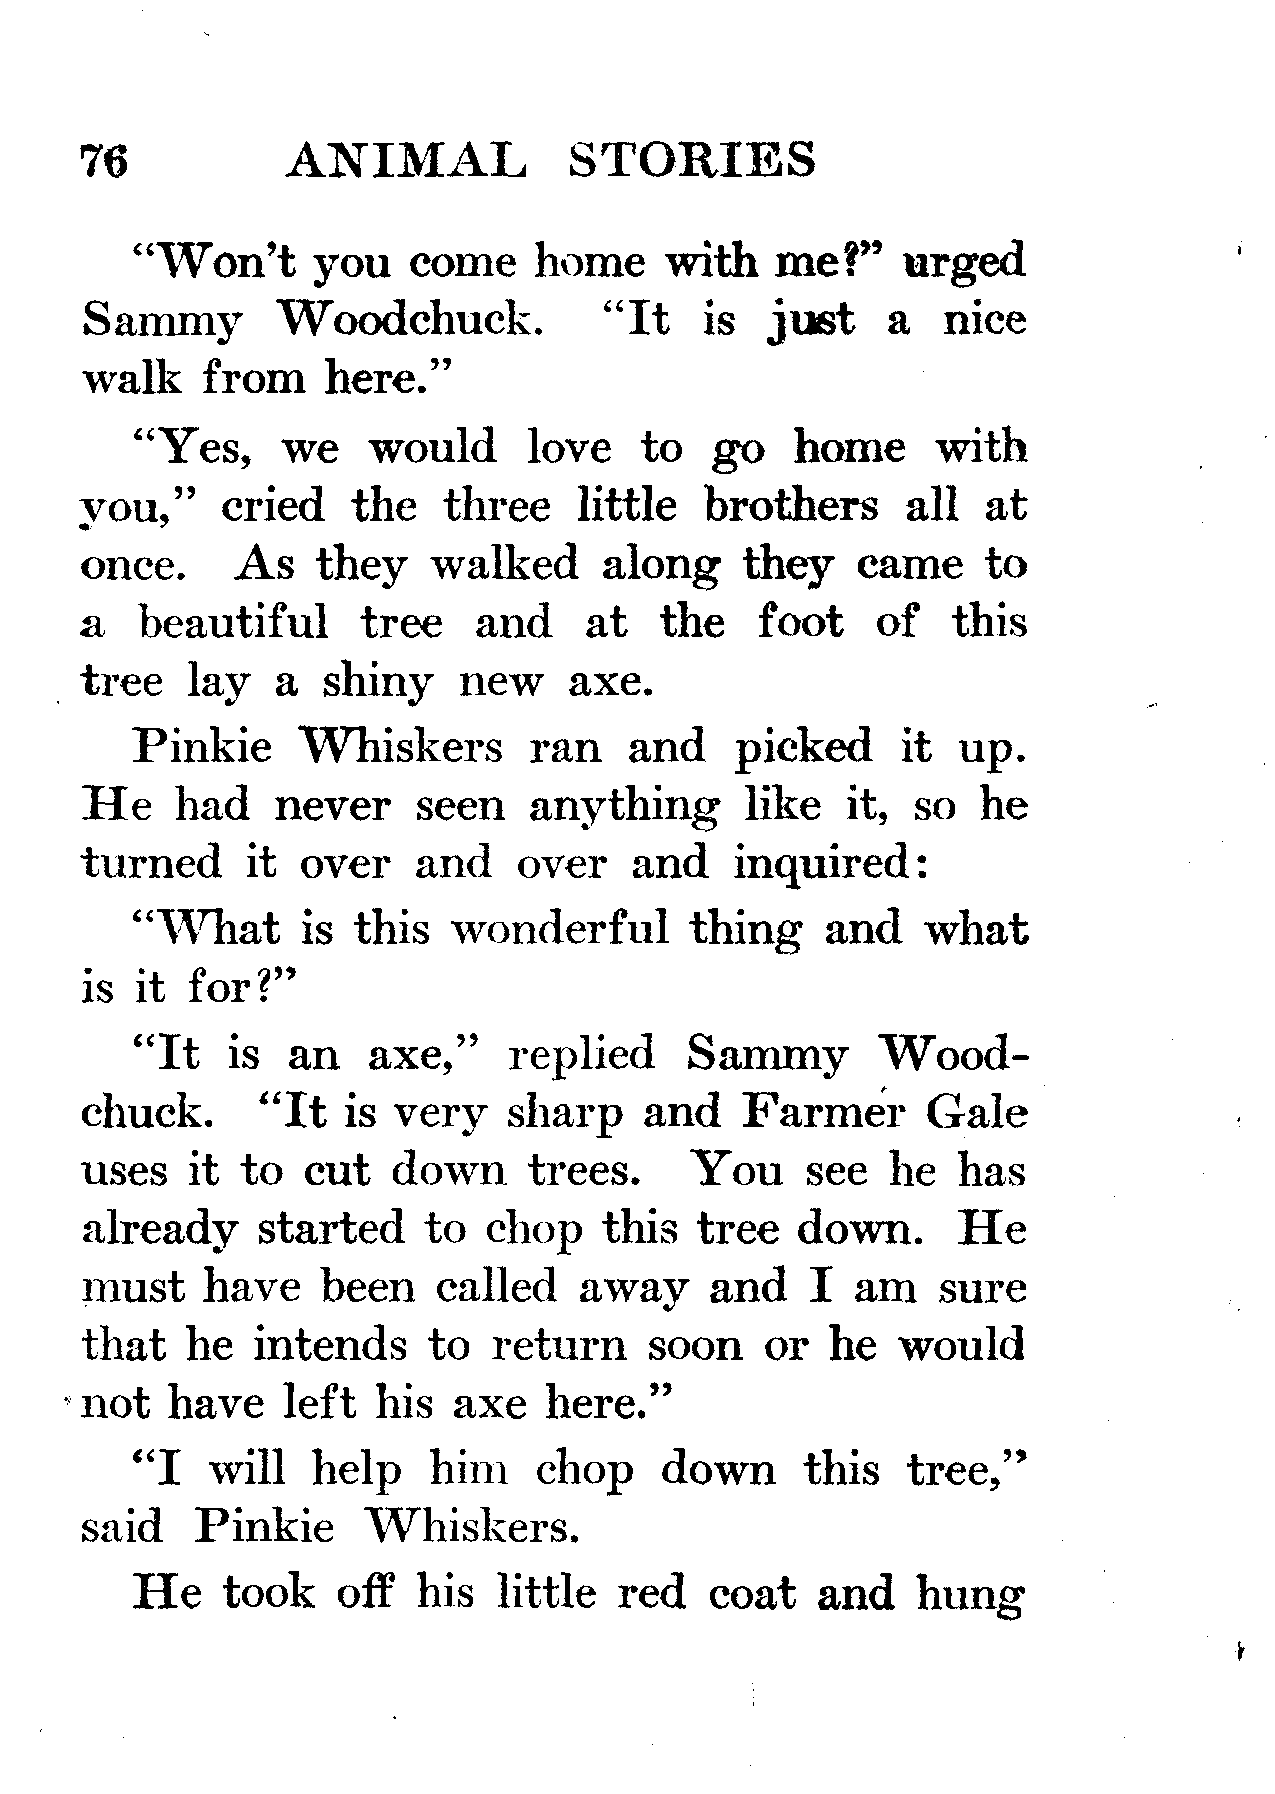 76 ANIMAL STORIES
“Won’t you come home with me?” urged
Sammy Woodchuck. “It is just a nice
walk from here.”
“Yes, we would love to go home with
you,” cried the three little brothers all at
once. As they walked along they came to
a beautiful tree and at the foot of this
tree lay a shiny new axe.
Pinkie Whiskers ran and picked it up.
He had never seen anything like it, so he
turned it over and over and inquired:
“What is this wonderful thing and what
is it for?”
“It is an axe,” replied Sammy Wood-
chuck. “It is very sharp and Farmer Gale
uses it to cut down trees. You see he has
already started to chop this tree down. He
must have been called away and I am sure
that he intends to return soon or he would
not have left his axe here.”
“I will help him chop down this tree,”
said Pinkie Whiskers.
He took off his little red coat and hung